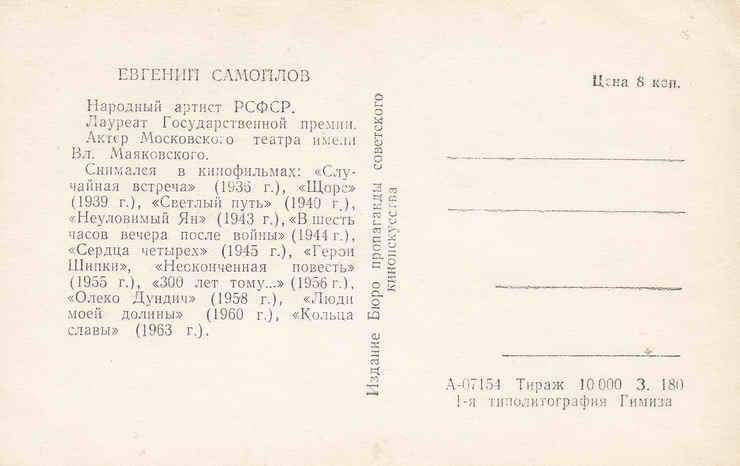 ЕВГЕНИЙ САМОЙЛОВ
Народный артист РСФСР.
Лауреат Государственной премии.
Актер Московского театра имени
Вл. Маяковского.
Снимался в кинофильмах: «Слу-
чайная встреча» (1936 г.), «Щорс»
(1939 г.), «Светлый путь» (1940 г.),
«Неуловимый Ян» (1943 г.), «В шесть
часов вечера после войны» (1944 г.),
«Сердца четырех» (1945 г.), «Герои
Шипки», «Неоконченная повесть»
(1955 г.), «300 лет тому...» (1956 г.),
«Олеко Дундич» (1958 г.), «Люди
моей долины» (1960 г.), «Кольца
славы» (1963 г.).
Издание Бюро пропаганды советского
киноискусства
Цена 8 коп.
А-07154 Тираж 10 000 З. 180
1-я типолитография Гимиза